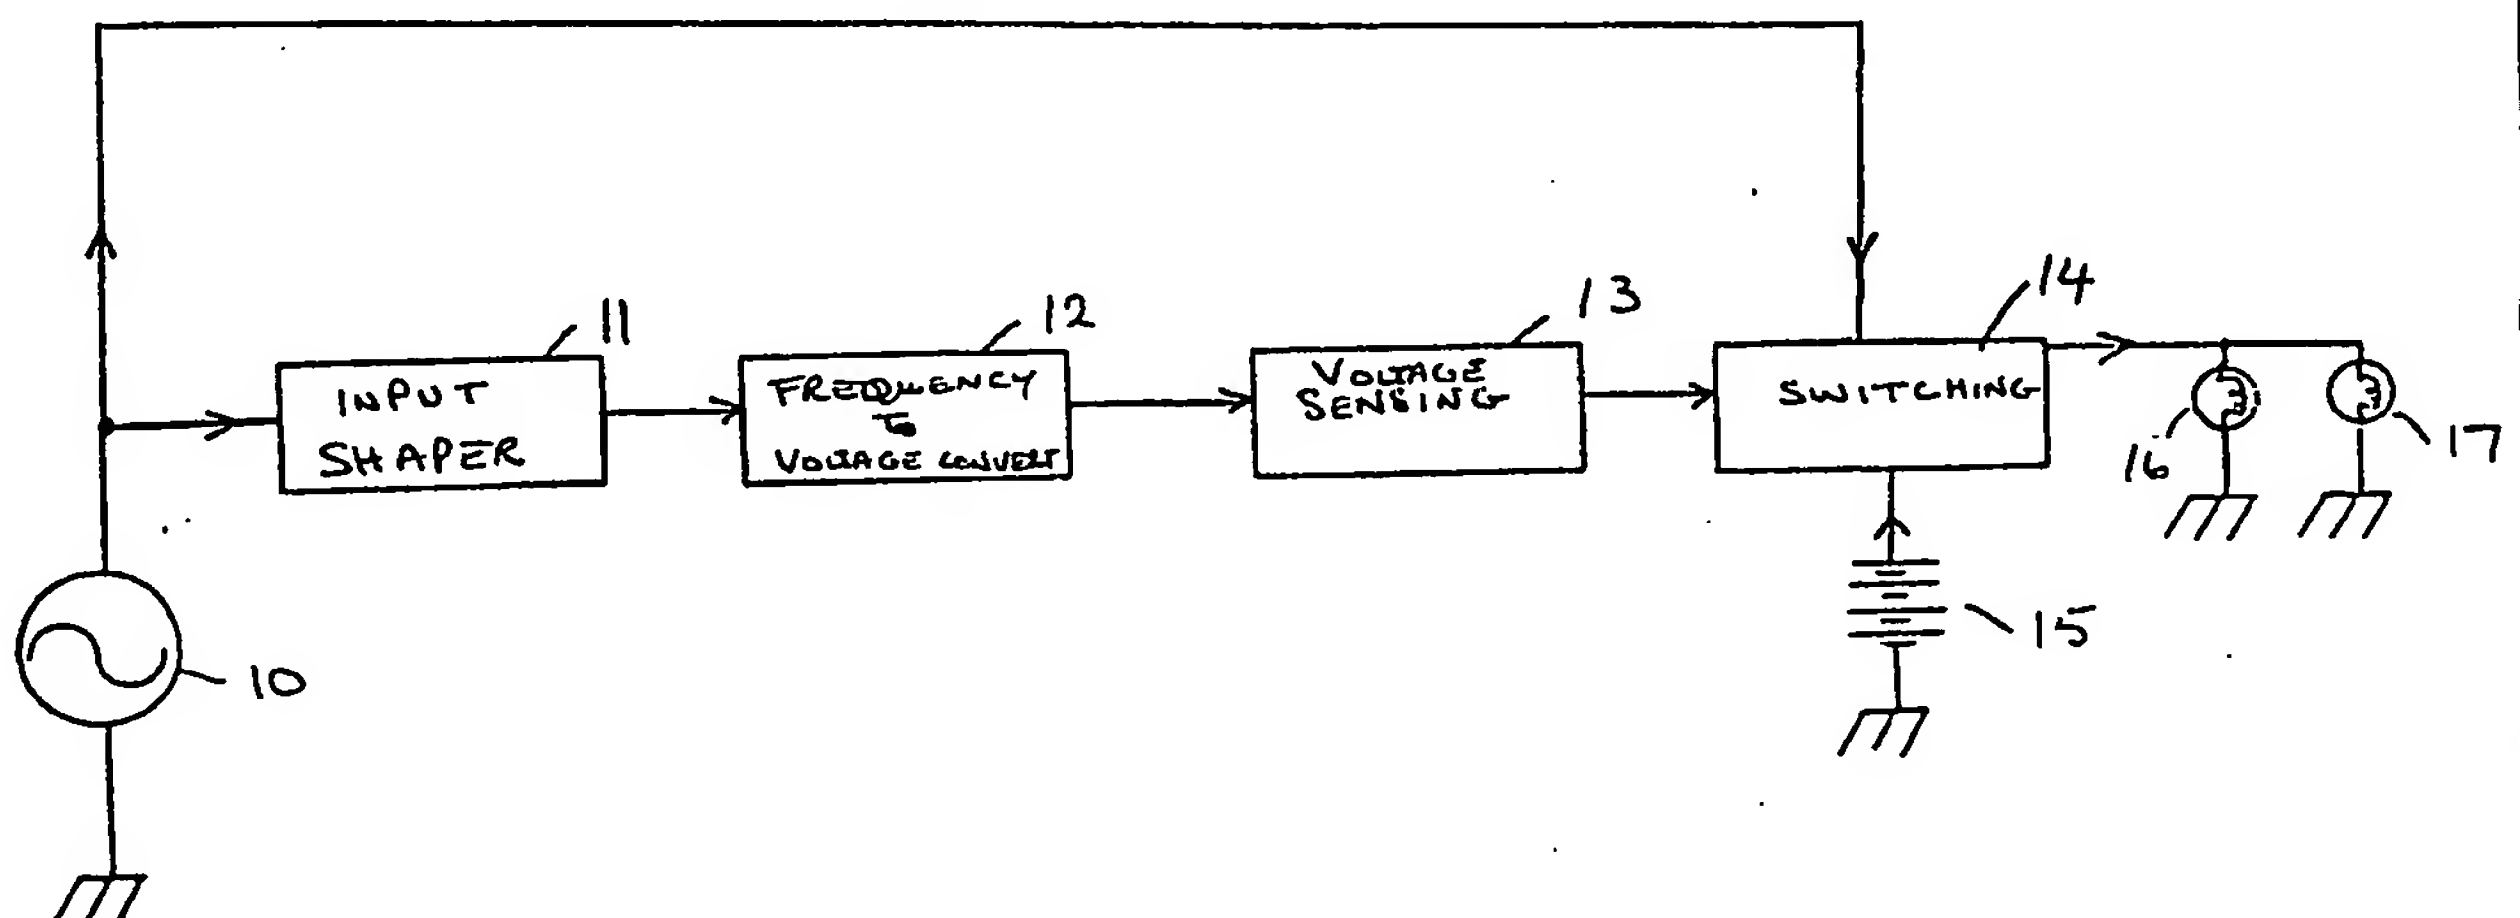 11
INPUT
SHAPER
12
FREQUENCY
TO
VOLTAGE CONVERT
13
VOLTAGE
SENSING
14
SWITCHING
16
17
15
10